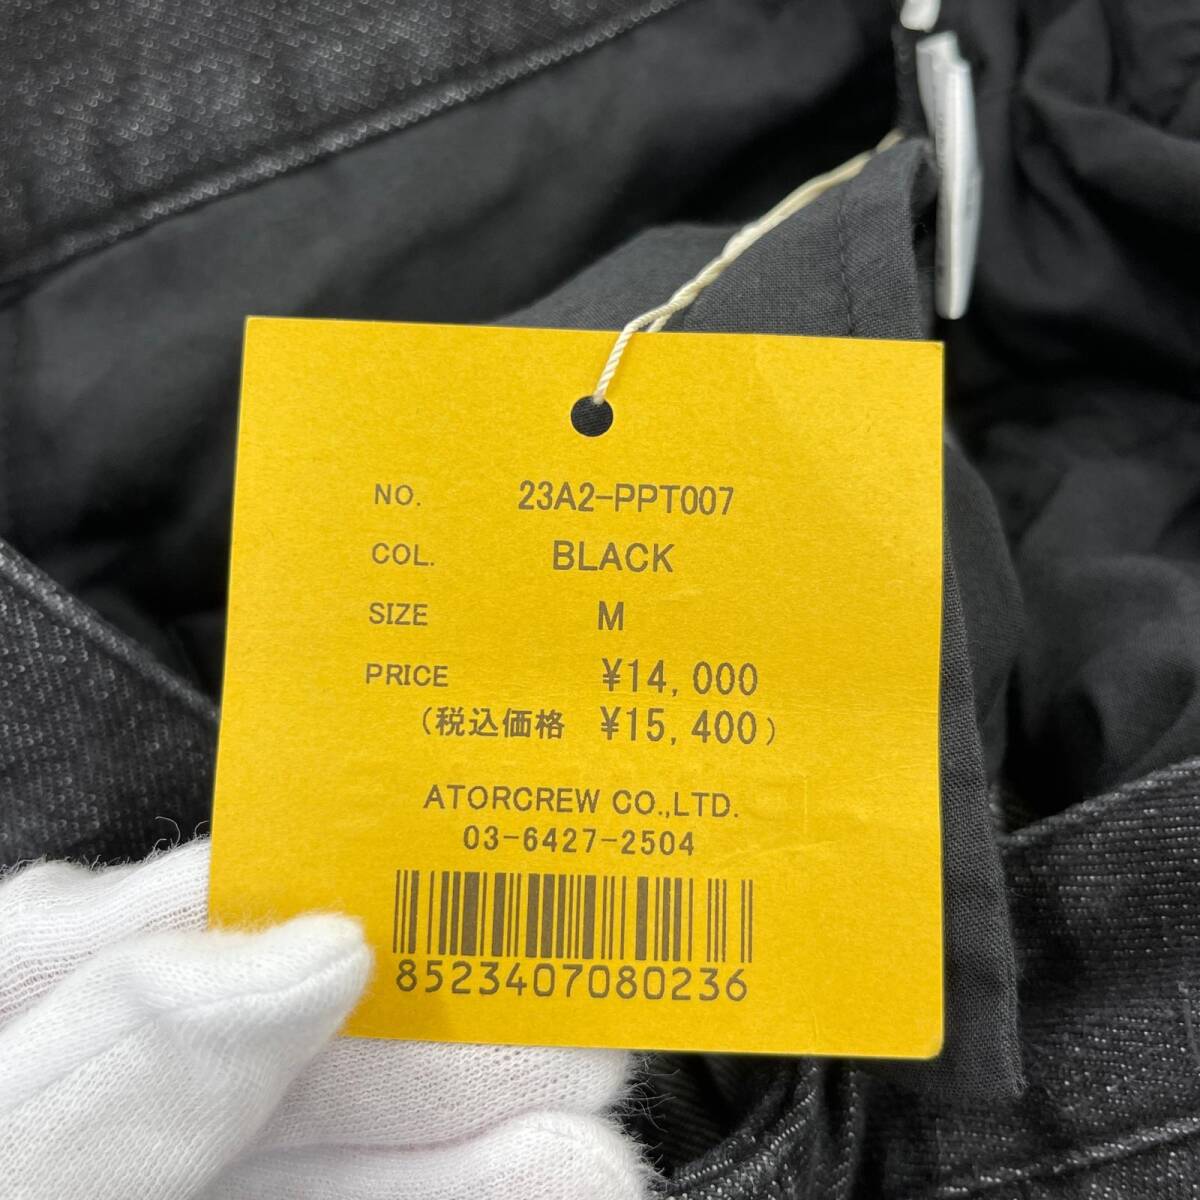 NO. 23A2-PPT007
COL. BLACK
SIZE M
PRICE ¥14,000
(税込価格 ¥15,400)
ATORCREW CO.,LTD.
03-6427-2504
8523407080236